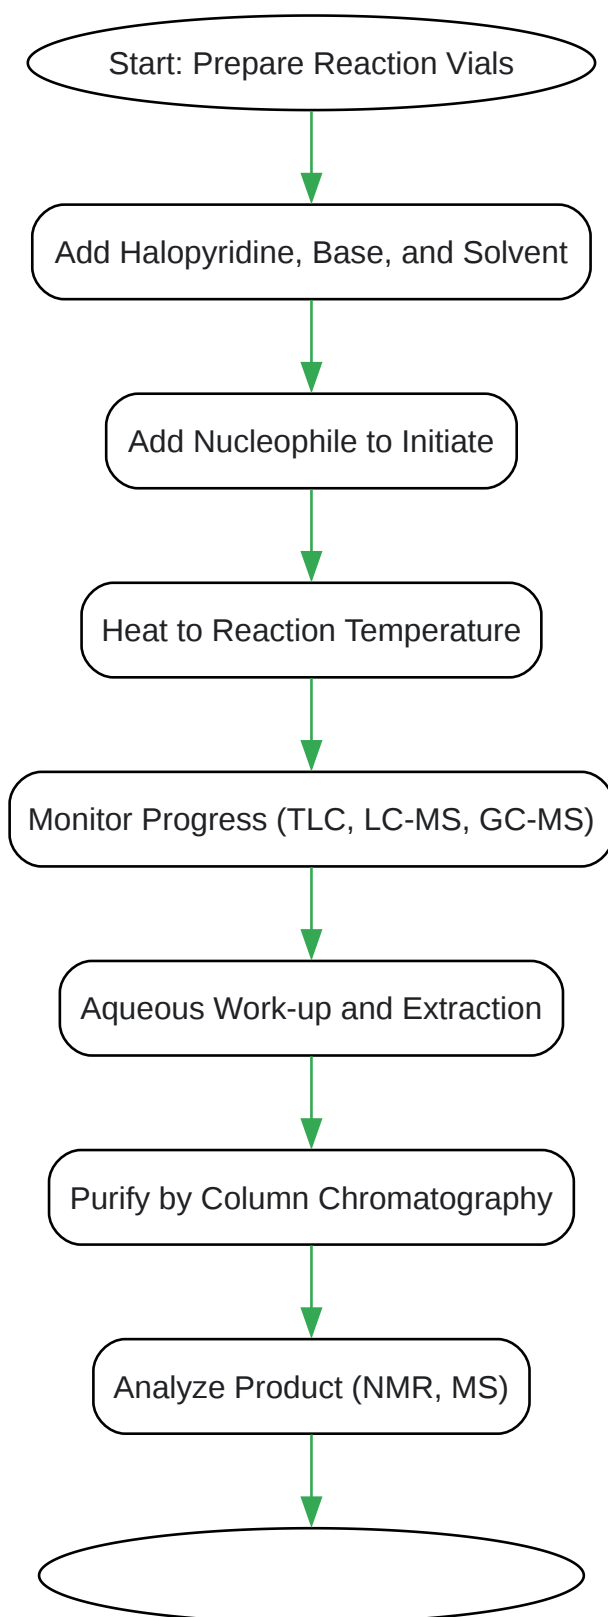 Start: Prepare Reaction Vials
Add Halopyridine, Base, and Solvent
Add Nucleophile to Initiate
Heat to Reaction Temperature
Monitor Progress (TLC, LC-MS, GC-MS)
Aqueous Work-up and Extraction
Purify by Column Chromatography
Analyze Product (NMR, MS)